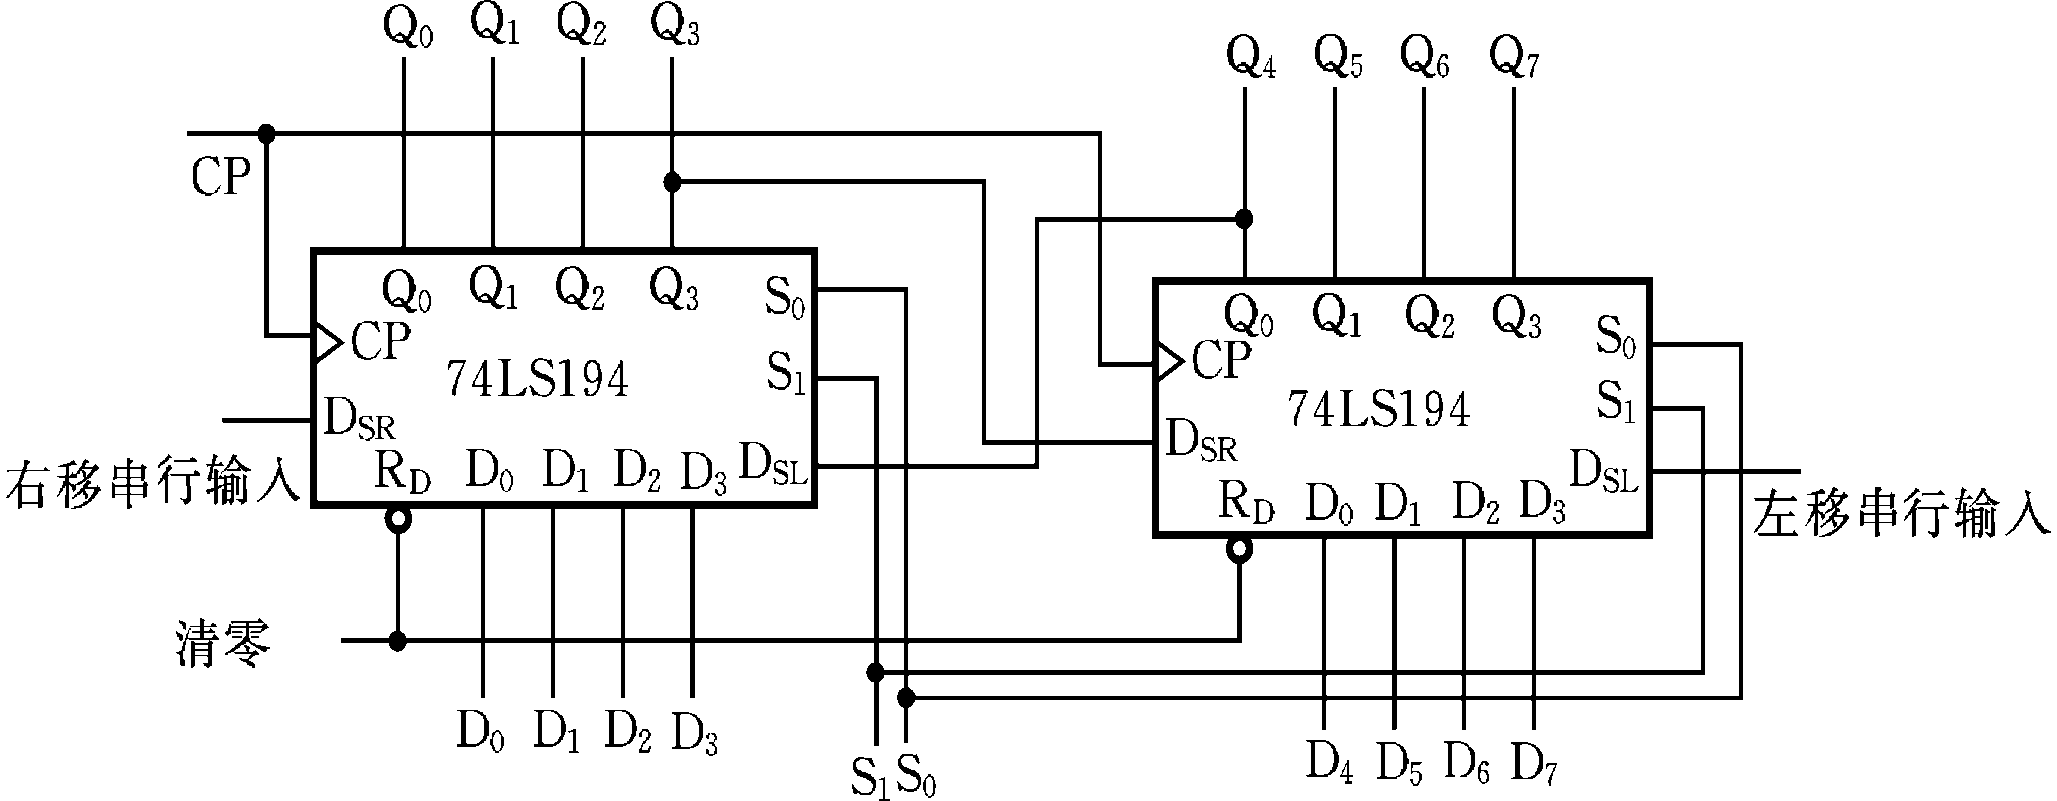 Q0 Q1 Q2 Q3
Q4 Q5 Q6 Q7
CP
Q0 Q1 Q2 Q3 S0
CP
74LS194
S1
DSR
RD D0 D1 D2 D3 DSL
右移串行输入
Q0 Q1 Q2 Q3 S0
CP
74LS194
S1
DSR
RD D0 D1 D2 D3 DSL
左移串行输入
清零
D0 D1 D2 D3
S1 S0
D4 D5 D6 D7